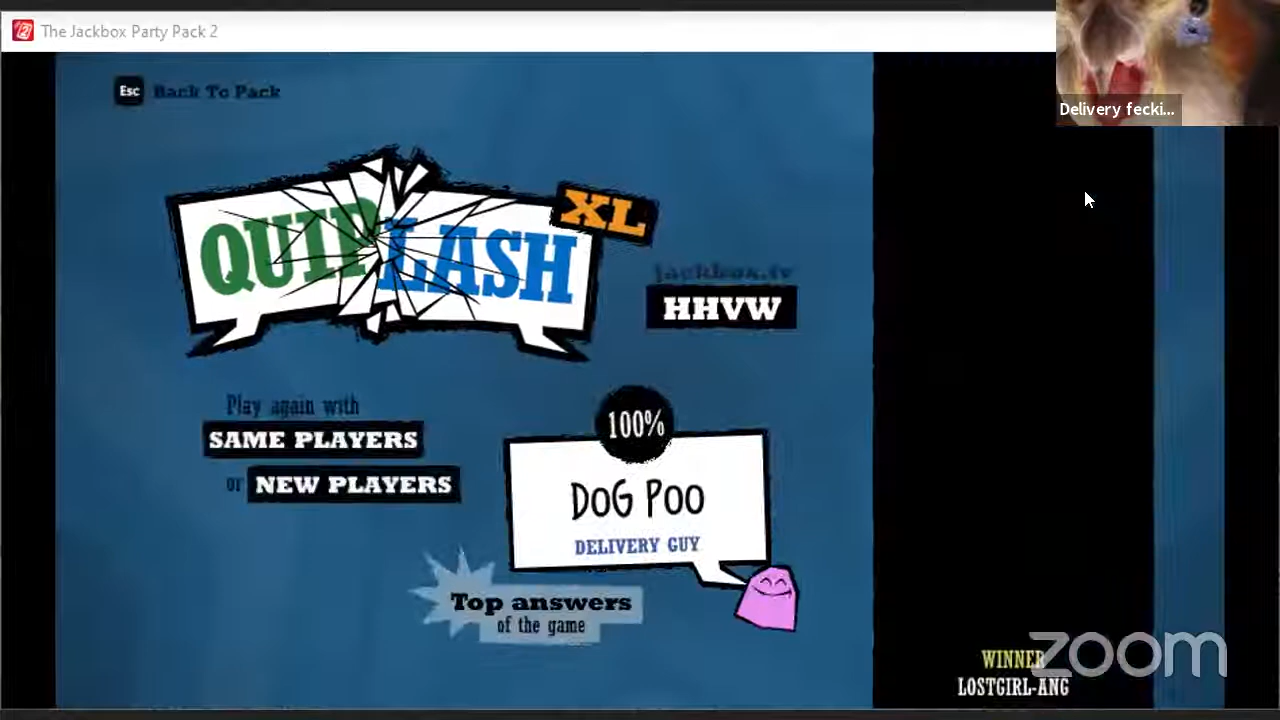 The Jackbox Party Pack 2
Delivery fecki...
Esc Back To Pack
QUIPLASH XL
jackbox.tv
HHVW
Play again with
SAME PLAYERS
or NEW PLAYERS
100%
DOG POO
DELIVERY GUY
Top answers
of the game
WINNER
LOSTGIRL-ANG
zoom